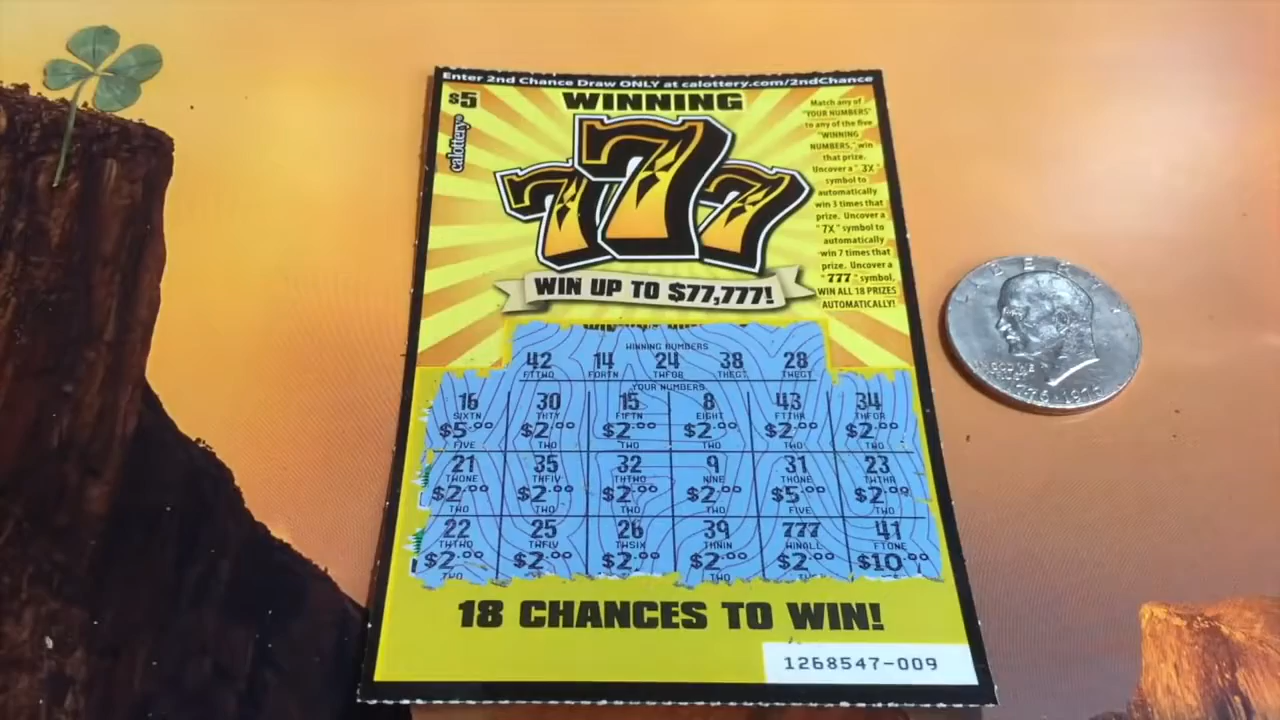 Enter 2nd Chance Draw ONLY at calottery.com/2ndChance
$5
calottery®
WINNING
777
WIN UP TO $77,777!
Match any of
"YOUR NUMBERS"
to any of the five
"WINNING
NUMBERS," win
that prize.
Uncover a "3X"
symbol to
automatically
win 3 times that
prize. Uncover a
"7X" symbol to
automatically
win 7 times that
prize. Uncover a
"777" symbol,
WIN ALL 18 PRIZES
AUTOMATICALLY!
WINNING NUMBERS
42 14 24 38 28
FTTWO FORTN TWFOR THEGT TWEGT
YOUR NUMBERS
16 30 15 8 43 34
SIXTN THTY FIFTN EIGHT FTTHR THFOR
$5.00 $2.00 $2.00 $2.00 $2.00 $2.00
FIVE TWO TWO TWO TWO TWO
21 35 32 9 31 23
TWONE THFIV THTWO NINE THONE TWTHR
$2.00 $2.00 $2.00 $2.00 $5.00 $2.00
TWO TWO TWO TWO FIVE TWO
22 25 26 39 777 41
TWTWO TWFIV TWSIX THNIN WINALL FTONE
$2.00 $2.00 $2.00 $2.00 $2.00 $10.00
TWO TWO
18 CHANCES TO WIN!
1268547-009
LIBERTY
IN GOD WE
TRUST
1776-1976